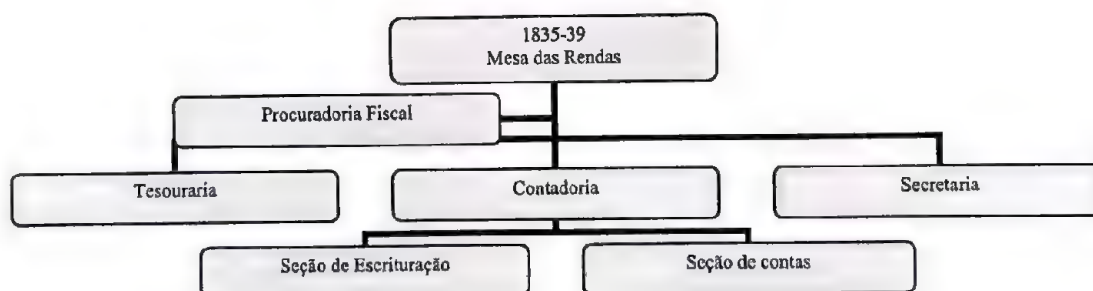 1835-39
Mesa das Rendas
Procuradoria Fiscal
Tesouraria
Contadoria
Secretaria
Seção de Escrituração
Seção de contas